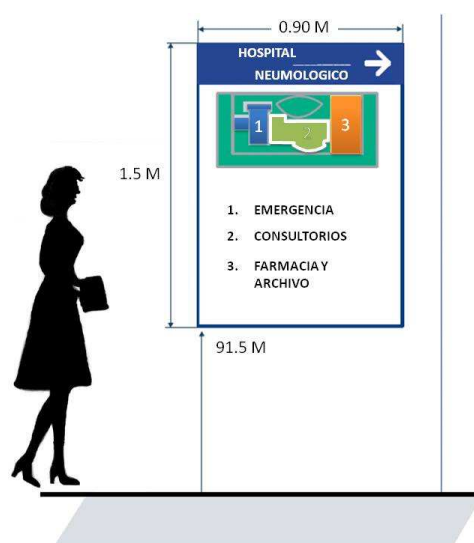 0.90 M
HOSPITAL
NEUMOLOGICO
1
2
3
1.5 M
1. EMERGENCIA
2. CONSULTORIOS
3. FARMACIA Y
ARCHIVO
91.5 M